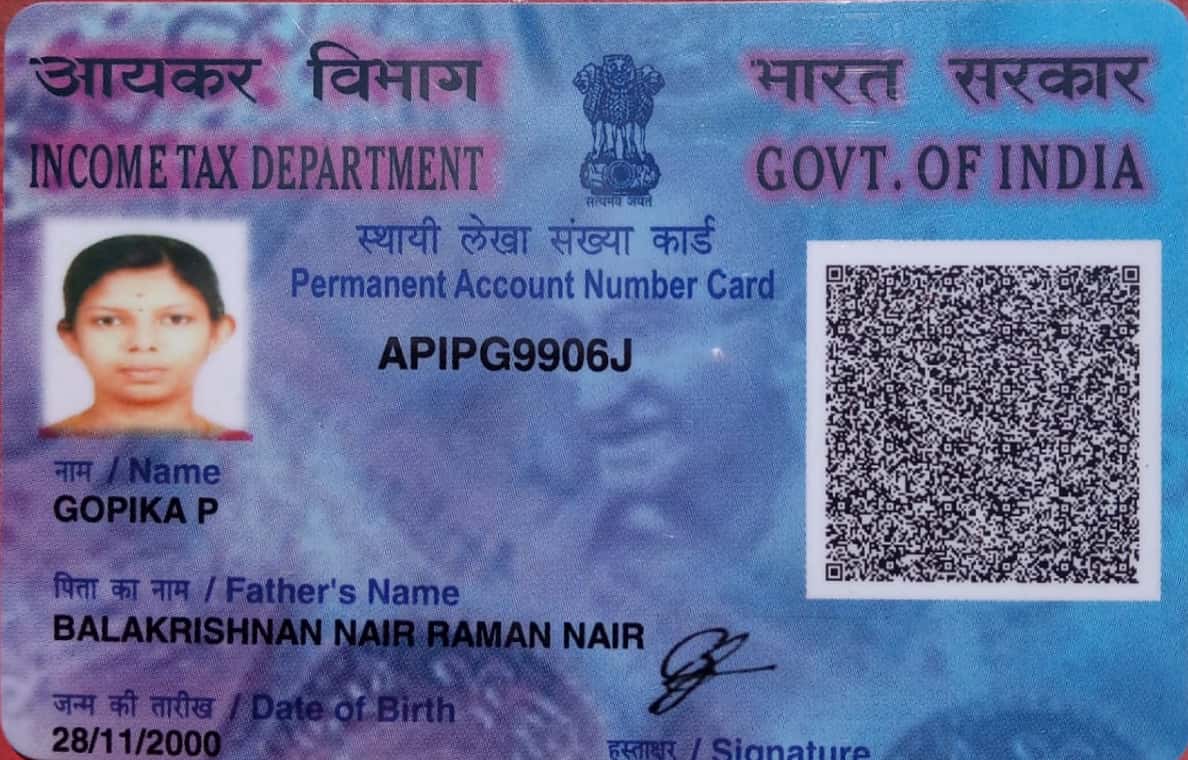 आयकर विभाग
INCOME TAX DEPARTMENT
सत्यमेव जयते
भारत सरकार
GOVT. OF INDIA
स्थायी लेखा संख्या कार्ड
Permanent Account Number Card
APIPG9906J
नाम / Name
GOPIKA P
पिता का नाम / Father's Name
BALAKRISHNAN NAIR RAMAN NAIR
जन्म की तारीख / Date of Birth
28/11/2000
हस्ताक्षर / Signature